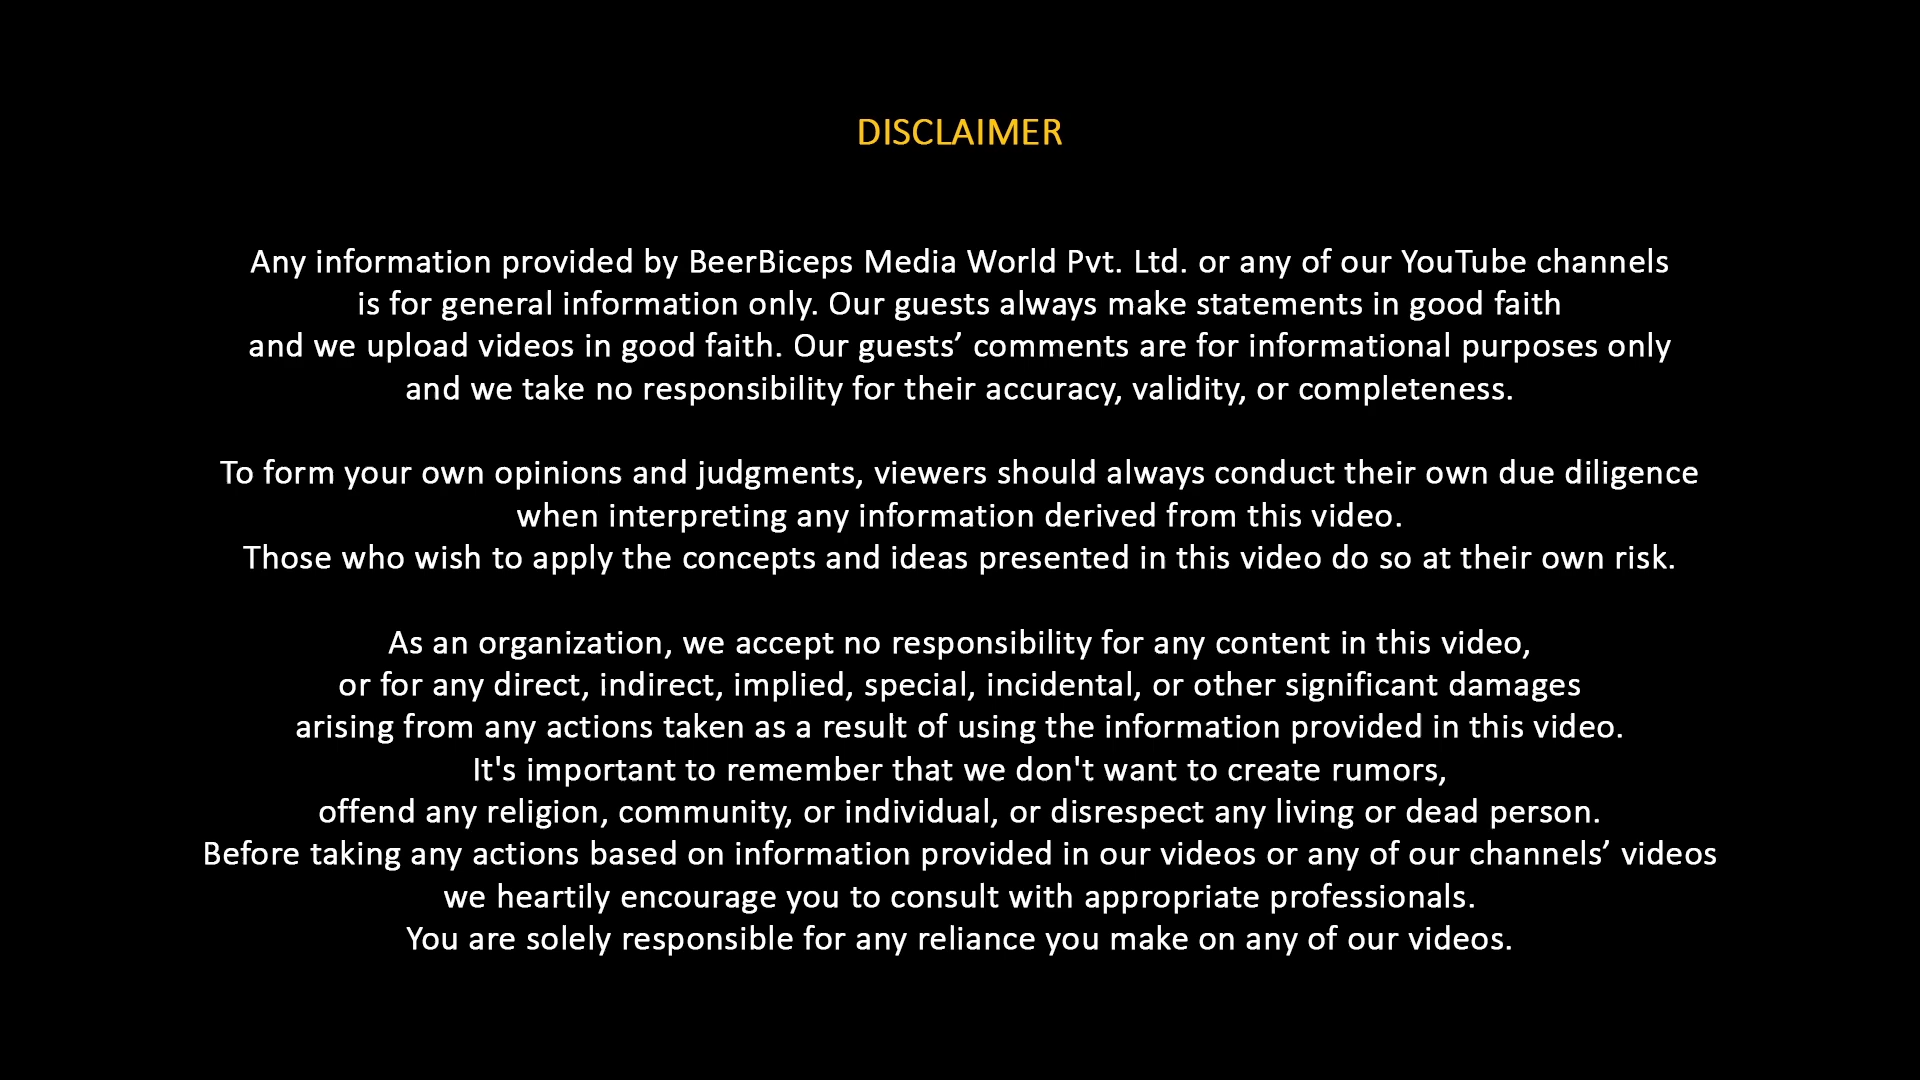 DISCLAIMER
Any information provided by BeerBiceps Media World Pvt. Ltd. or any of our YouTube channels
is for general information only. Our guests always make statements in good faith
and we upload videos in good faith. Our guests’ comments are for informational purposes only
and we take no responsibility for their accuracy, validity, or completeness.
To form your own opinions and judgments, viewers should always conduct their own due diligence
when interpreting any information derived from this video.
Those who wish to apply the concepts and ideas presented in this video do so at their own risk.
As an organization, we accept no responsibility for any content in this video,
or for any direct, indirect, implied, special, incidental, or other significant damages
arising from any actions taken as a result of using the information provided in this video.
It's important to remember that we don't want to create rumors,
offend any religion, community, or individual, or disrespect any living or dead person.
Before taking any actions based on information provided in our videos or any of our channels’ videos
we heartily encourage you to consult with appropriate professionals.
You are solely responsible for any reliance you make on any of our videos.